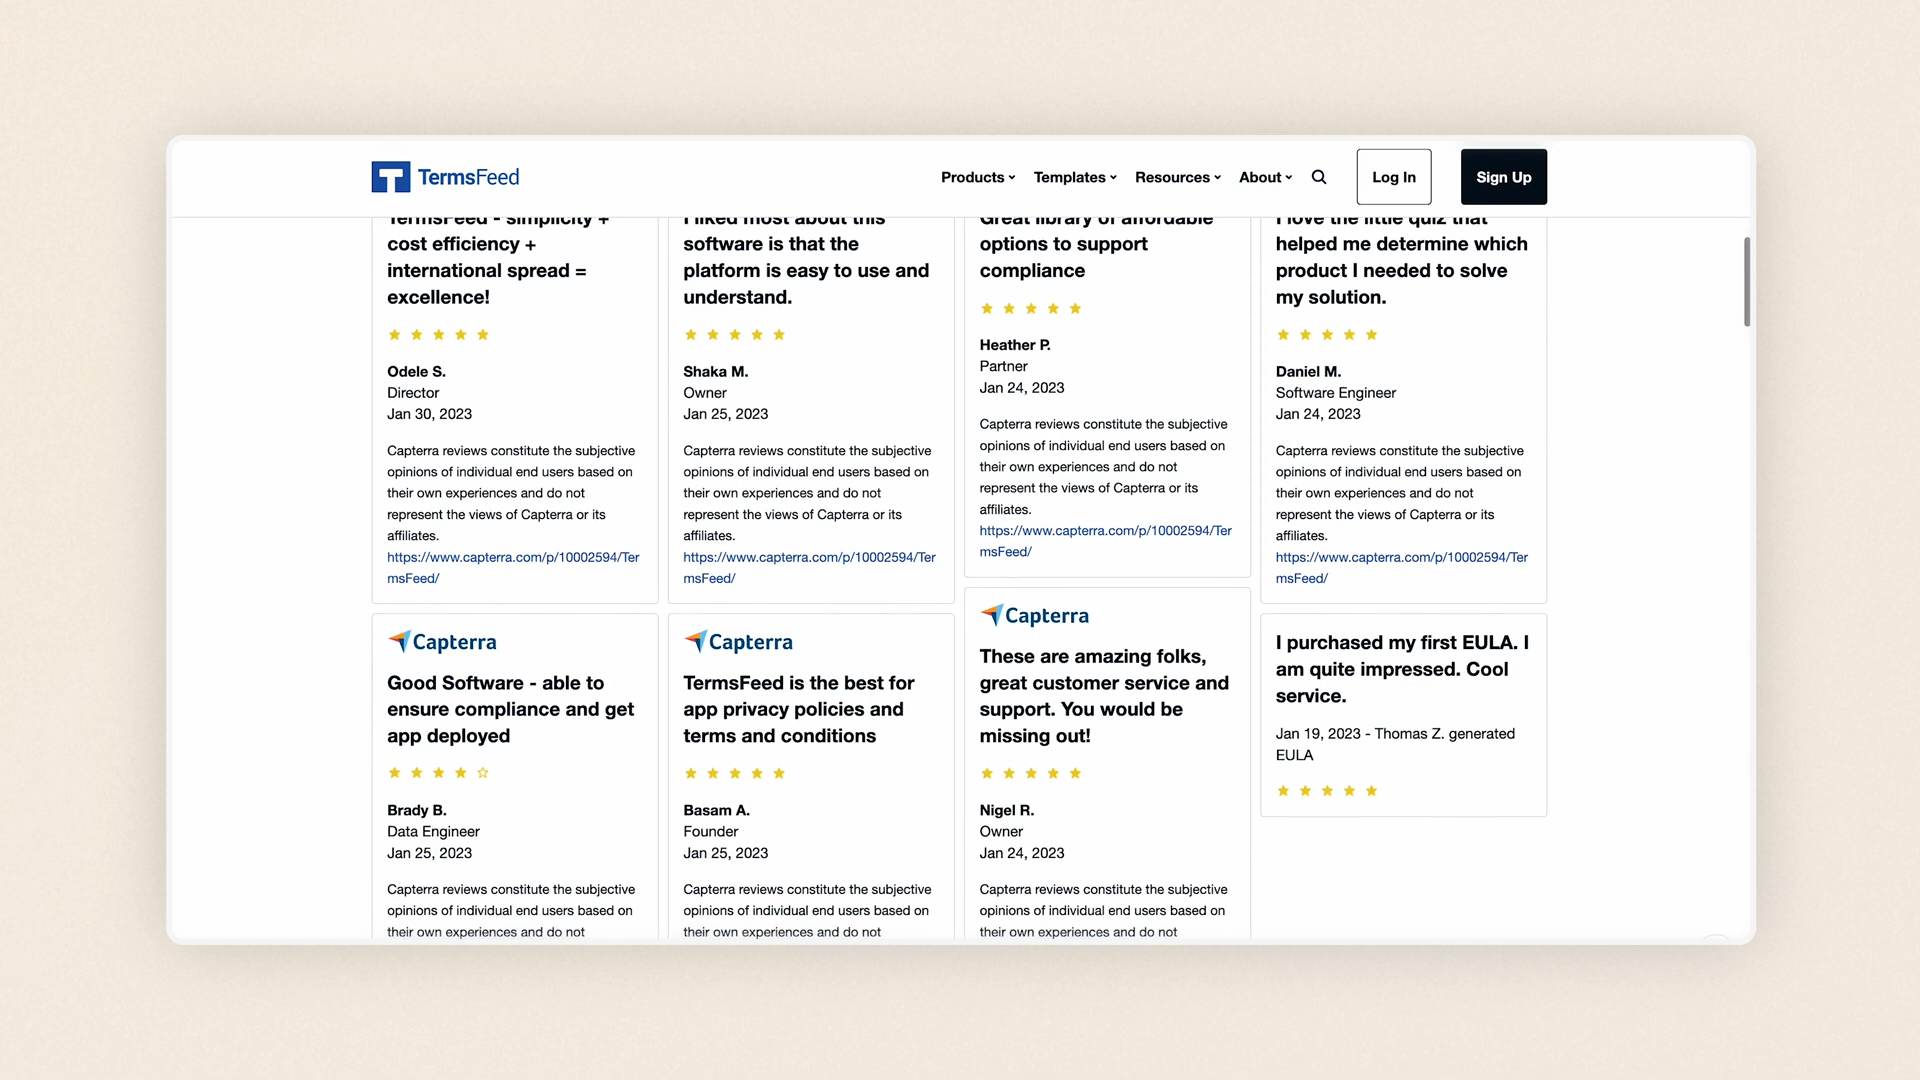 TermsFeed
Products
Templates
Resources
About
Log In
Sign Up
TermsFeed - simplicity +
cost efficiency +
international spread =
excellence!
Odele S.
Director
Jan 30, 2023
Capterra reviews constitute the subjective
opinions of individual end users based on
their own experiences and do not
represent the views of Capterra or its
affiliates.
https://www.capterra.com/p/10002594/Ter
msFeed/
I liked most about this
software is that the
platform is easy to use and
understand.
Shaka M.
Owner
Jan 25, 2023
Capterra reviews constitute the subjective
opinions of individual end users based on
their own experiences and do not
represent the views of Capterra or its
affiliates.
https://www.capterra.com/p/10002594/Ter
msFeed/
Great library of affordable
options to support
compliance
Heather P.
Partner
Jan 24, 2023
Capterra reviews constitute the subjective
opinions of individual end users based on
their own experiences and do not
represent the views of Capterra or its
affiliates.
https://www.capterra.com/p/10002594/Ter
msFeed/
I love the little quiz that
helped me determine which
product I needed to solve
my solution.
Daniel M.
Software Engineer
Jan 24, 2023
Capterra reviews constitute the subjective
opinions of individual end users based on
their own experiences and do not
represent the views of Capterra or its
affiliates.
https://www.capterra.com/p/10002594/Ter
msFeed/
Capterra
Good Software - able to
ensure compliance and get
app deployed
Brady B.
Data Engineer
Jan 25, 2023
Capterra reviews constitute the subjective
opinions of individual end users based on
their own experiences and do not
Capterra
TermsFeed is the best for
app privacy policies and
terms and conditions
Basam A.
Founder
Jan 25, 2023
Capterra reviews constitute the subjective
opinions of individual end users based on
their own experiences and do not
Capterra
These are amazing folks,
great customer service and
support. You would be
missing out!
Nigel R.
Owner
Jan 24, 2023
Capterra reviews constitute the subjective
opinions of individual end users based on
their own experiences and do not
I purchased my first EULA. I
am quite impressed. Cool
service.
Jan 19, 2023 - Thomas Z. generated
EULA